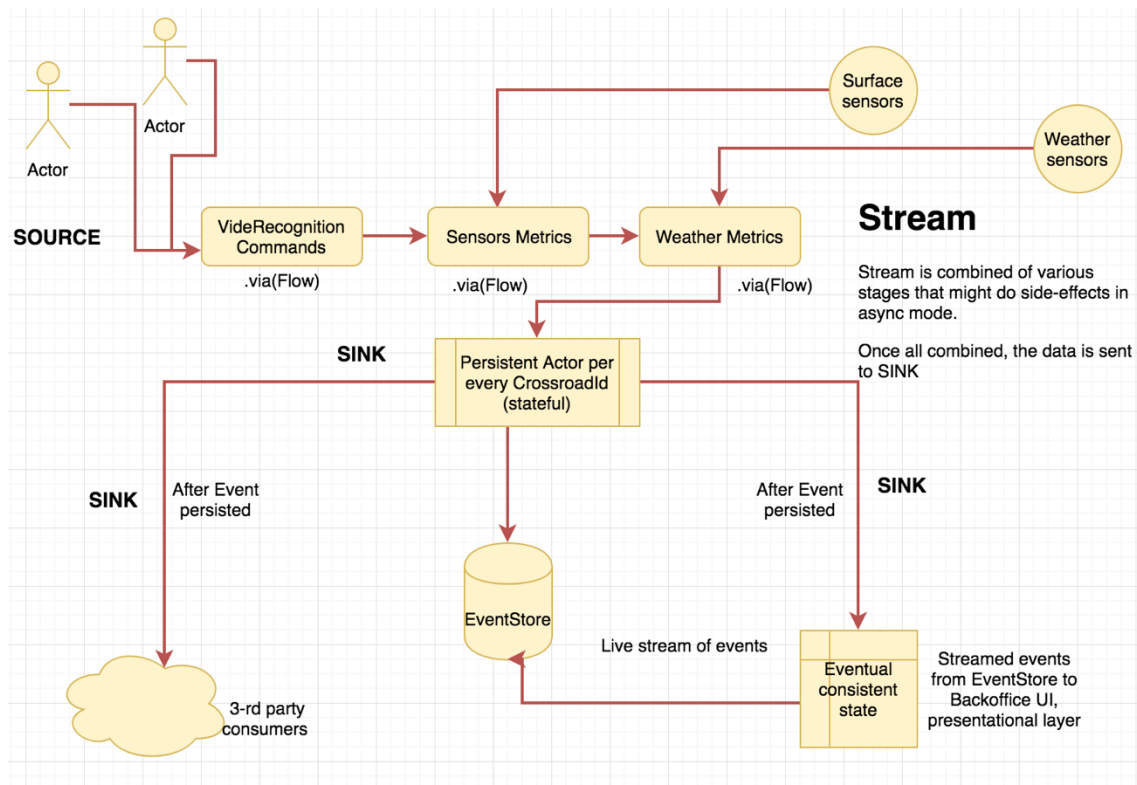 Actor
Actor
Surface
sensors
Weather
sensors
SOURCE
VideRecognition
Commands
Sensors Metrics
Weather Metrics
.via(Flow)
.via(Flow)
.via(Flow)
Stream
Stream is combined of various
stages that might do side-effects in
async mode.
Once all combined, the data is sent
to SINK
SINK
Persistent Actor per
every CrossroadId
(stateful)
SINK
After Event
persisted
After Event
persisted
SINK
EventStore
Live stream of events
Eventual
consistent
state
Streamed events
from EventStore to
Backoffice UI,
presentational layer
3-rd party
consumers